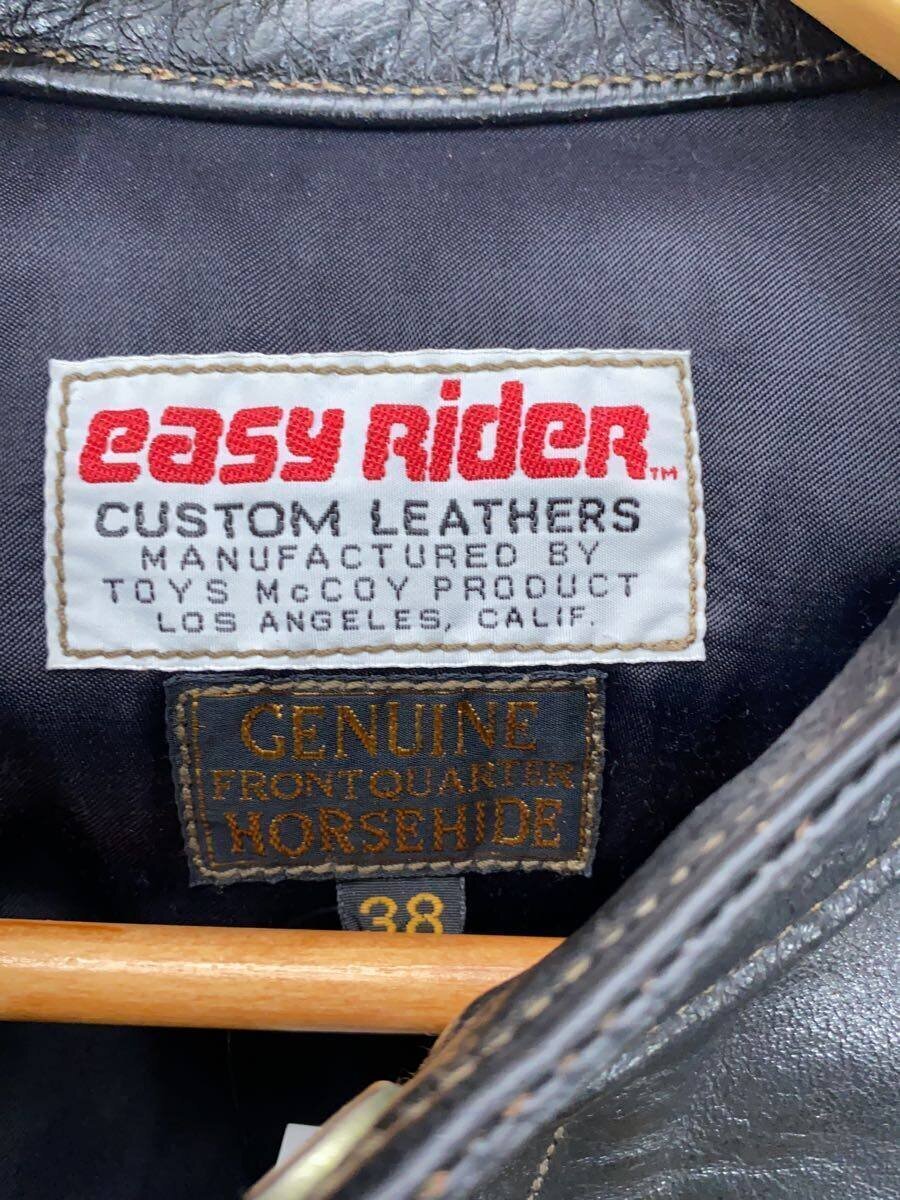 easy Rider™
CUSTOM LEATHERS
MANUFACTURED BY
TOYS McCOY PRODUCT
LOS ANGELES, CALIF.
GENUINE
FRONTQUARTER
HORSEHIDE
38